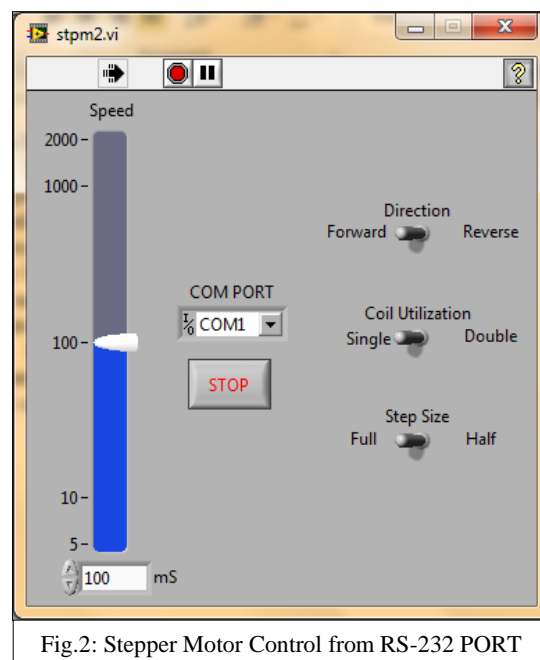 stpm2.vi
Speed
2000
1000
100
10
5
100 mS
COM PORT
I/O COM1
STOP
Direction
Forward Reverse
Coil Utilization
Single Double
Step Size
Full Half
Fig.2: Stepper Motor Control from RS-232 PORT